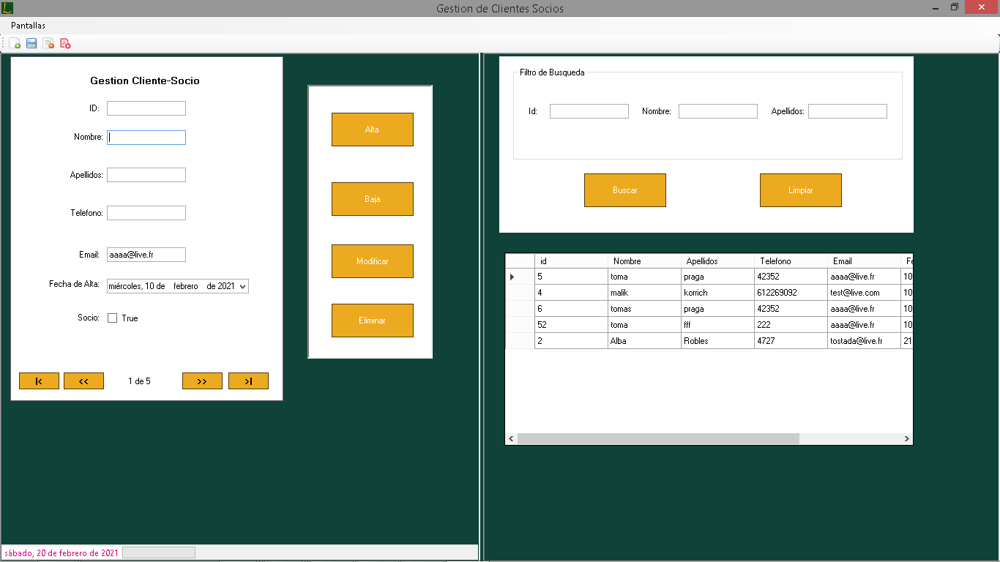 Gestion de Clientes Socios
Pantallas
Gestion Cliente-Socio
ID:
Nombre:
Apellidos:
Telefono:
Email: aaaa@live.fr
Fecha de Alta: miércoles, 10 de febrero de 2021
Socio: True
|< << 1 de 5 >> >|
Alta
Baja
Modificar
Eliminar
sábado, 20 de febrero de 2021
Filtro de Busqueda
Id: Nombre: Apellidos:
Buscar Limpiar
id Nombre Apellidos Telefono Email Fe
5 toma praga 42352 aaaa@live.fr 10
4 malik korrich 612269092 test@live.com 10
6 tomas praga 42352 aaaa@live.fr 10
52 toma fff 222 aaaa@live.fr 10
2 Alba Robles 4727 tostada@live.fr 21